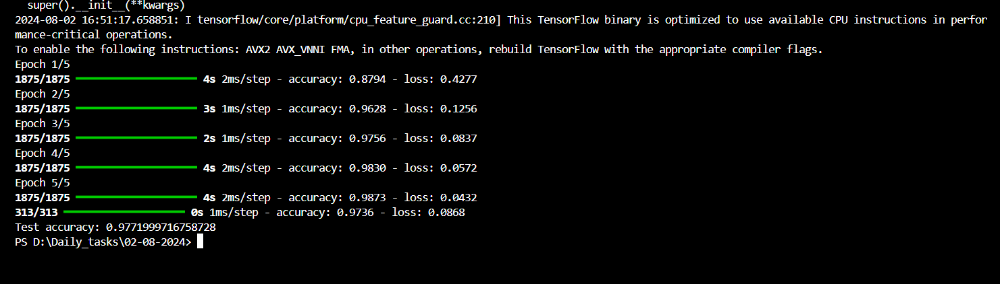 super().__init__(**kwargs)
2024-08-02 16:51:17.658851: I tensorflow/core/platform/cpu_feature_guard.cc:210] This TensorFlow binary is optimized to use available CPU instructions in perfor
mance-critical operations.
To enable the following instructions: AVX2 AVX_VNNI FMA, in other operations, rebuild TensorFlow with the appropriate compiler flags.
Epoch 1/5
1875/1875 ━━━━━━━━━━━━━━━━━━━━ 4s 2ms/step - accuracy: 0.8794 - loss: 0.4277
Epoch 2/5
1875/1875 ━━━━━━━━━━━━━━━━━━━━ 3s 1ms/step - accuracy: 0.9628 - loss: 0.1256
Epoch 3/5
1875/1875 ━━━━━━━━━━━━━━━━━━━━ 2s 1ms/step - accuracy: 0.9756 - loss: 0.0837
Epoch 4/5
1875/1875 ━━━━━━━━━━━━━━━━━━━━ 4s 2ms/step - accuracy: 0.9830 - loss: 0.0572
Epoch 5/5
1875/1875 ━━━━━━━━━━━━━━━━━━━━ 4s 2ms/step - accuracy: 0.9873 - loss: 0.0432
313/313 ━━━━━━━━━━━━━━━━━━━━ 0s 1ms/step - accuracy: 0.9736 - loss: 0.0868
Test accuracy: 0.9771999716758728
PS D:\Daily_tasks\02-08-2024>